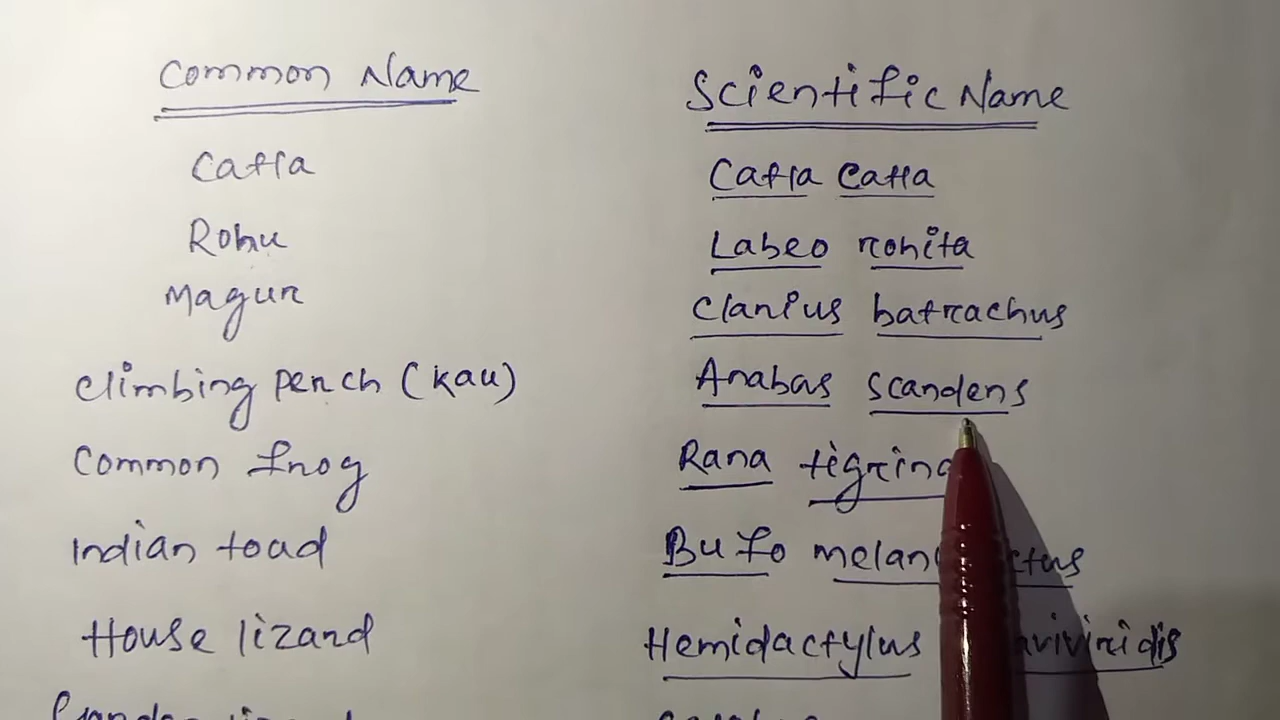 Common Name Scientific Name
Catla Catla Catla
Rohu Labeo rohita
Magur Clarius batrachus
Climbing perch (Kau) Anabas scandens
Common frog Rana tigrina
Indian toad Bufo
House lizard Hemidactylus